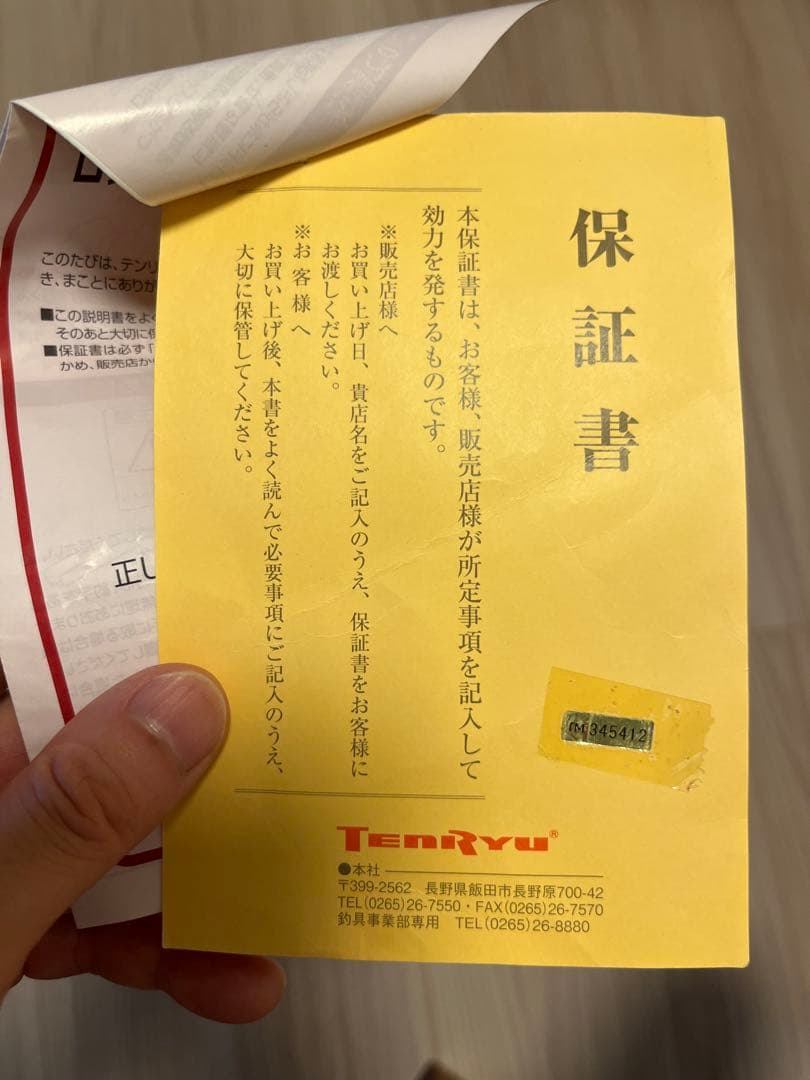 保証書
本保証書は、お客様、販売店様が所定事項を記入して
効力を発するものです。
※販売店様へ
お買い上げ日、貴店名をご記入のうえ、保証書をお客様に
お渡しください。
※お客様へ
お買い上げ後、本書をよく読んで必要事項にご記入のうえ、
大切に保管してください。
345412
TENRYU®
●本社
〒399-2562 長野県飯田市長野原700-42
TEL(0265)26-7550・FAX(0265)26-7570
釣具事業部専用 TEL(0265)26-8880
このたびは、テンリ
き、まことにありが
■この説明書をよく
そのあと大切に保
■保証書は必ず「
かめ、販売店か
正し